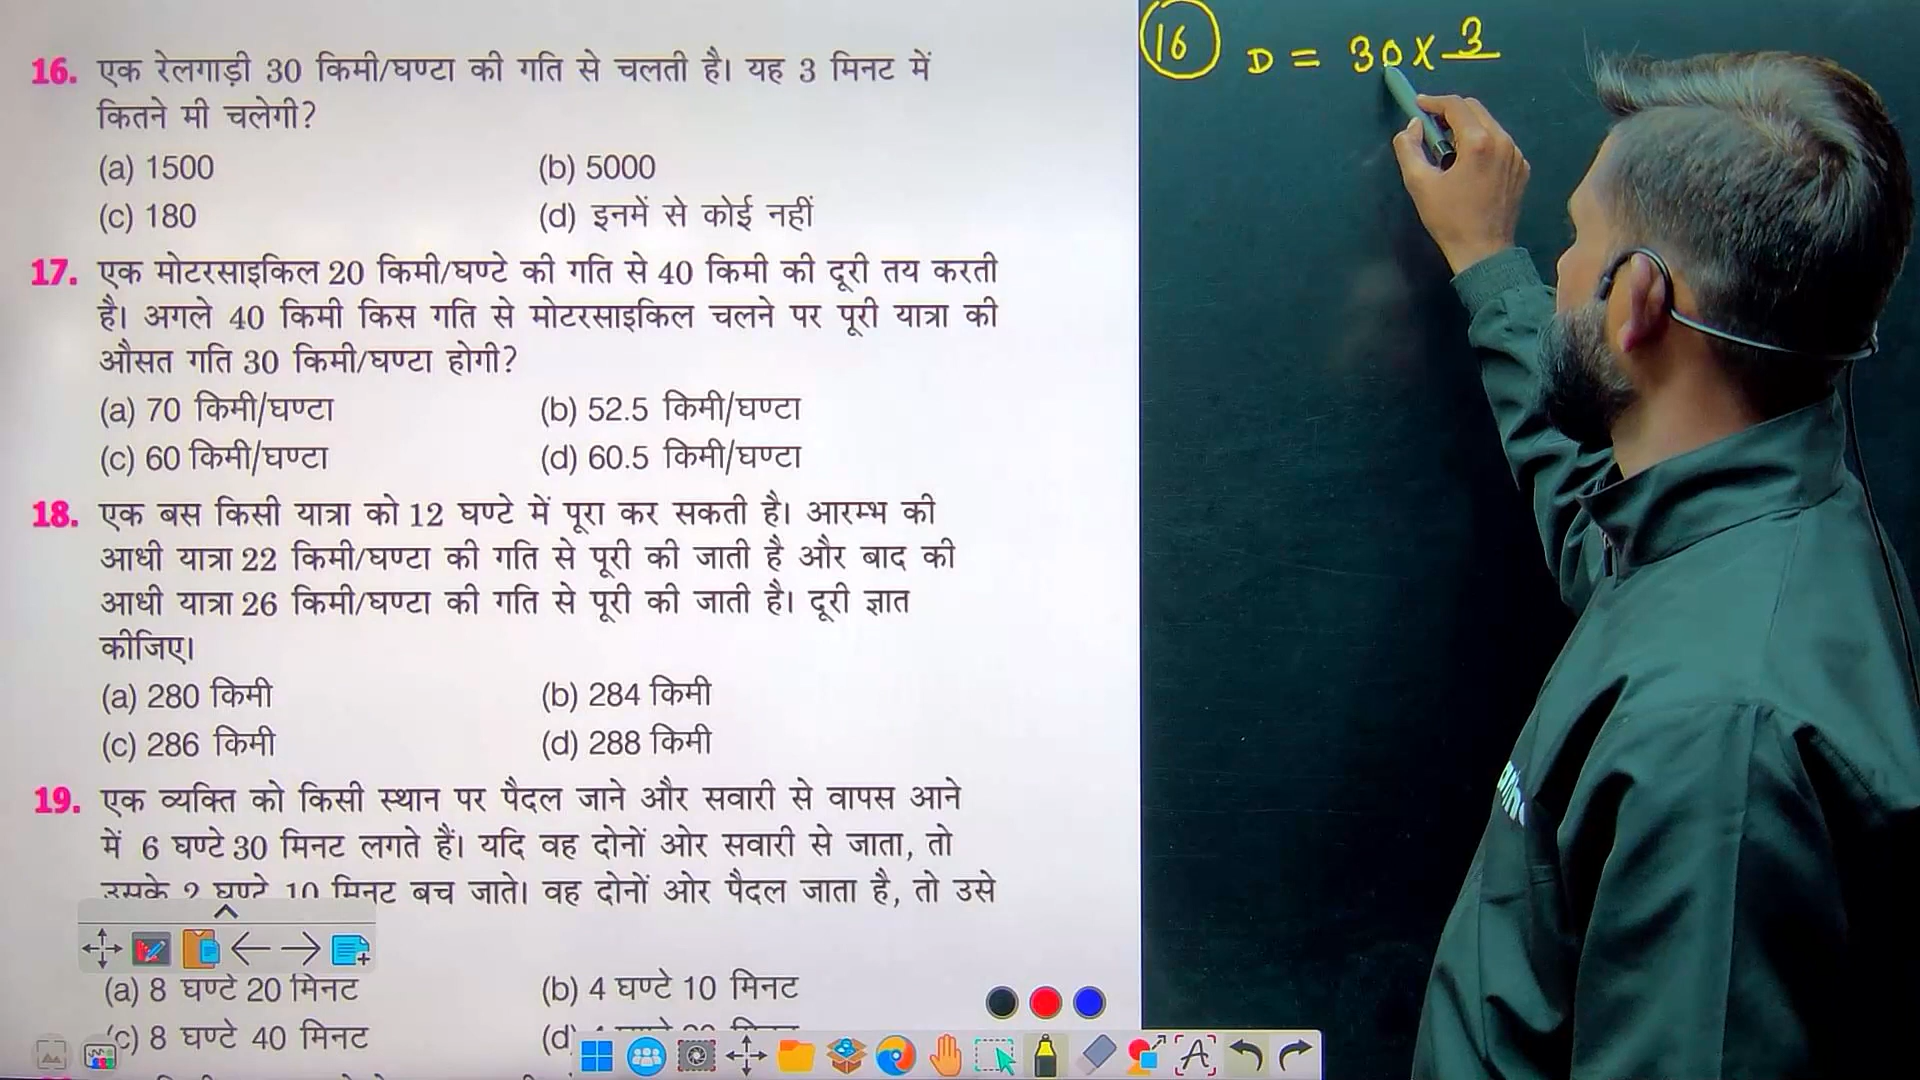 16. एक रेलगाड़ी 30 किमी/घण्टा की गति से चलती है। यह 3 मिनट में
कितने मी चलेगी?
(a) 1500 (b) 5000
(c) 180 (d) इनमें से कोई नहीं
17. एक मोटरसाइकिल 20 किमी/घण्टे की गति से 40 किमी की दूरी तय करती
है। अगले 40 किमी किस गति से मोटरसाइकिल चलने पर पूरी यात्रा की
औसत गति 30 किमी/घण्टा होगी?
(a) 70 किमी/घण्टा (b) 52.5 किमी/घण्टा
(c) 60 किमी/घण्टा (d) 60.5 किमी/घण्टा
18. एक बस किसी यात्रा को 12 घण्टे में पूरा कर सकती है। आरम्भ की
आधी यात्रा 22 किमी/घण्टा की गति से पूरी की जाती है और बाद की
आधी यात्रा 26 किमी/घण्टा की गति से पूरी की जाती है। दूरी ज्ञात
कीजिए।
(a) 280 किमी (b) 284 किमी
(c) 286 किमी (d) 288 किमी
19. एक व्यक्ति को किसी स्थान पर पैदल जाने और सवारी से वापस आने
में 6 घण्टे 30 मिनट लगते हैं। यदि वह दोनों ओर सवारी से जाता, तो
उसके 2 घण्टे 10 मिनट बच जाते। वह दोनों ओर पैदल जाता है, तो उसे
(a) 8 घण्टे 20 मिनट (b) 4 घण्टे 10 मिनट
(c) 8 घण्टे 40 मिनट (d)
16 D = 30 × 3